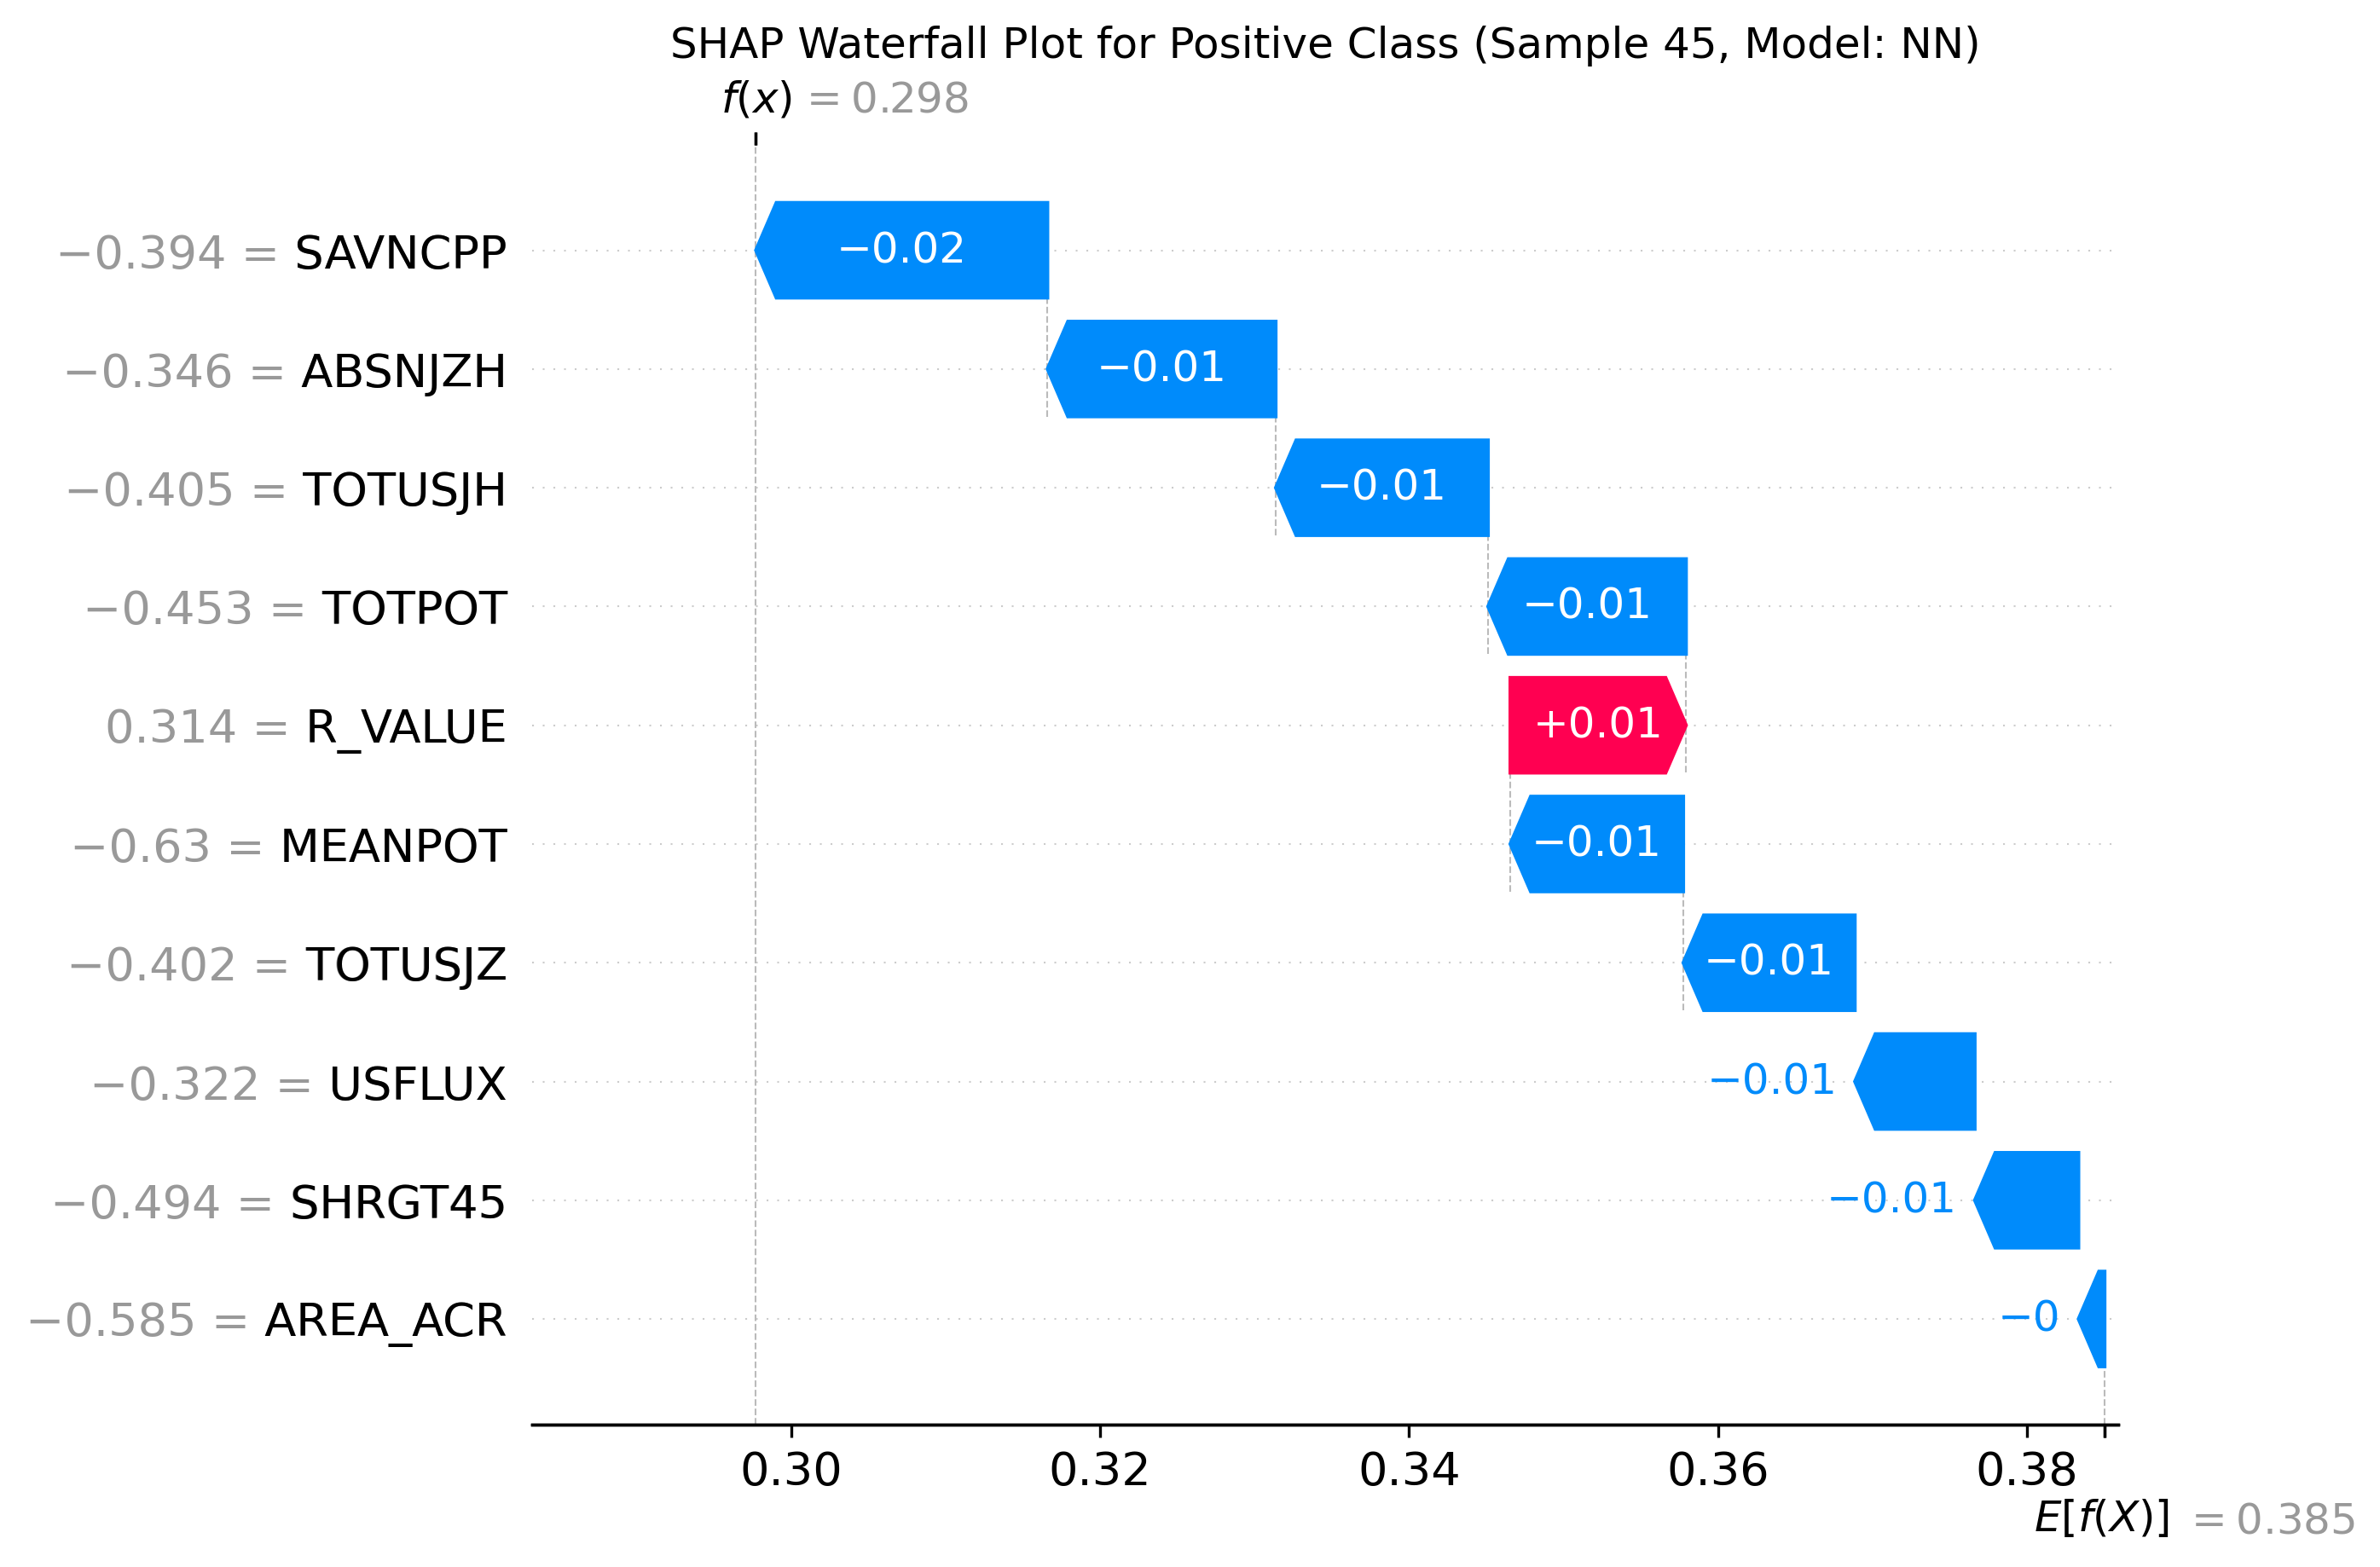 SHAP Waterfall Plot for Positive Class (Sample 45, Model: NN)
f(x) = 0.298
−0.394 = SAVNCPP −0.02
−0.346 = ABSNJZH −0.01
−0.405 = TOTUSJH −0.01
−0.453 = TOTPOT −0.01
0.314 = R_VALUE +0.01
−0.63 = MEANPOT −0.01
−0.402 = TOTUSJZ −0.01
−0.322 = USFLUX −0.01
−0.494 = SHRGT45 −0.01
−0.585 = AREA_ACR −0
0.30 0.32 0.34 0.36 0.38
E[f(X)] = 0.385